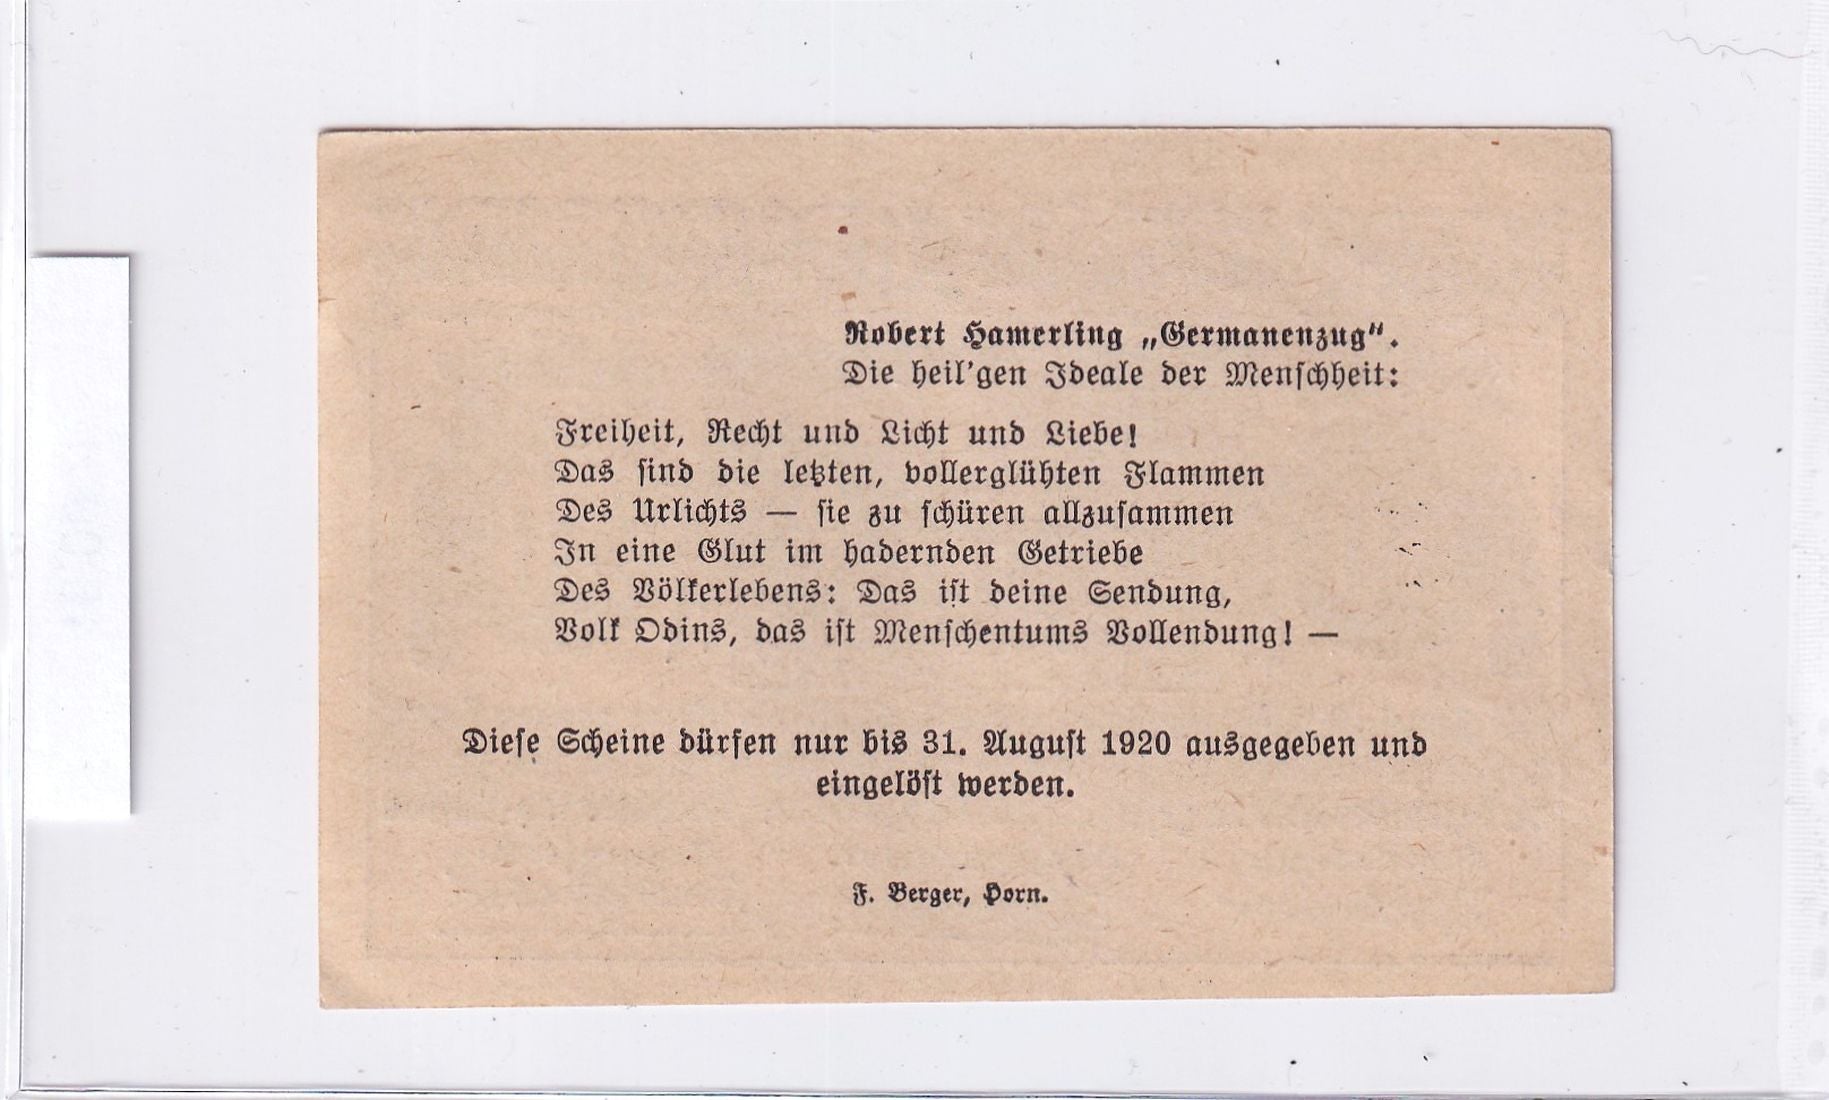 Robert Hamerling „Germanenzug“.
Die heil'gen Ideale der Menschheit:
Freiheit, Recht und Licht und Liebe!
Das sind die letzten, vollerglühten Flammen
Des Urlichts — sie zu schüren allzusammen
In eine Glut im hadernden Getriebe
Des Völkerlebens: Das ist deine Sendung,
Volk Odins, das ist Menschentums Vollendung! —
Diese Scheine dürfen nur bis 31. August 1920 ausgegeben und
eingelöst werden.
F. Berger, Horn.